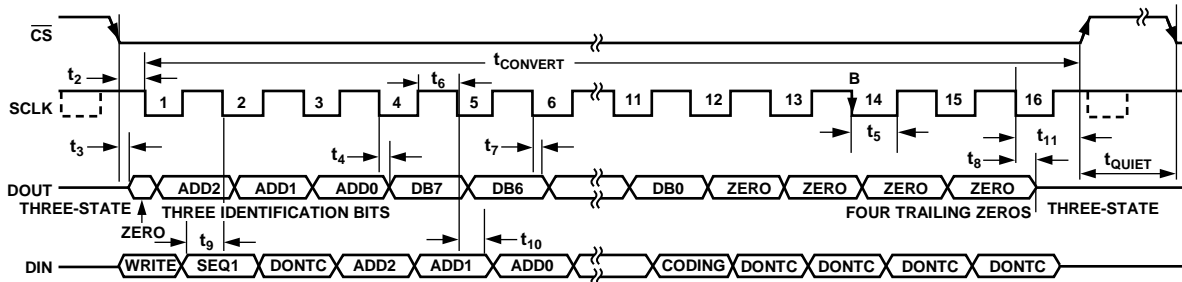 CS
t2
tCONVERT
t6
B
SCLK
1 2 3 4 5 6 11 12 13 14 15 16
t3
t4
t7
t5
t11
t8
tQUIET
DOUT
ADD2 ADD1 ADD0 DB7 DB6 DB0 ZERO ZERO ZERO ZERO
THREE-STATE
THREE IDENTIFICATION BITS
FOUR TRAILING ZEROS
THREE-STATE
ZERO
t9
t10
DIN
WRITE SEQ1 DONTC ADD2 ADD1 ADD0 CODING DONTC DONTC DONTC DONTC